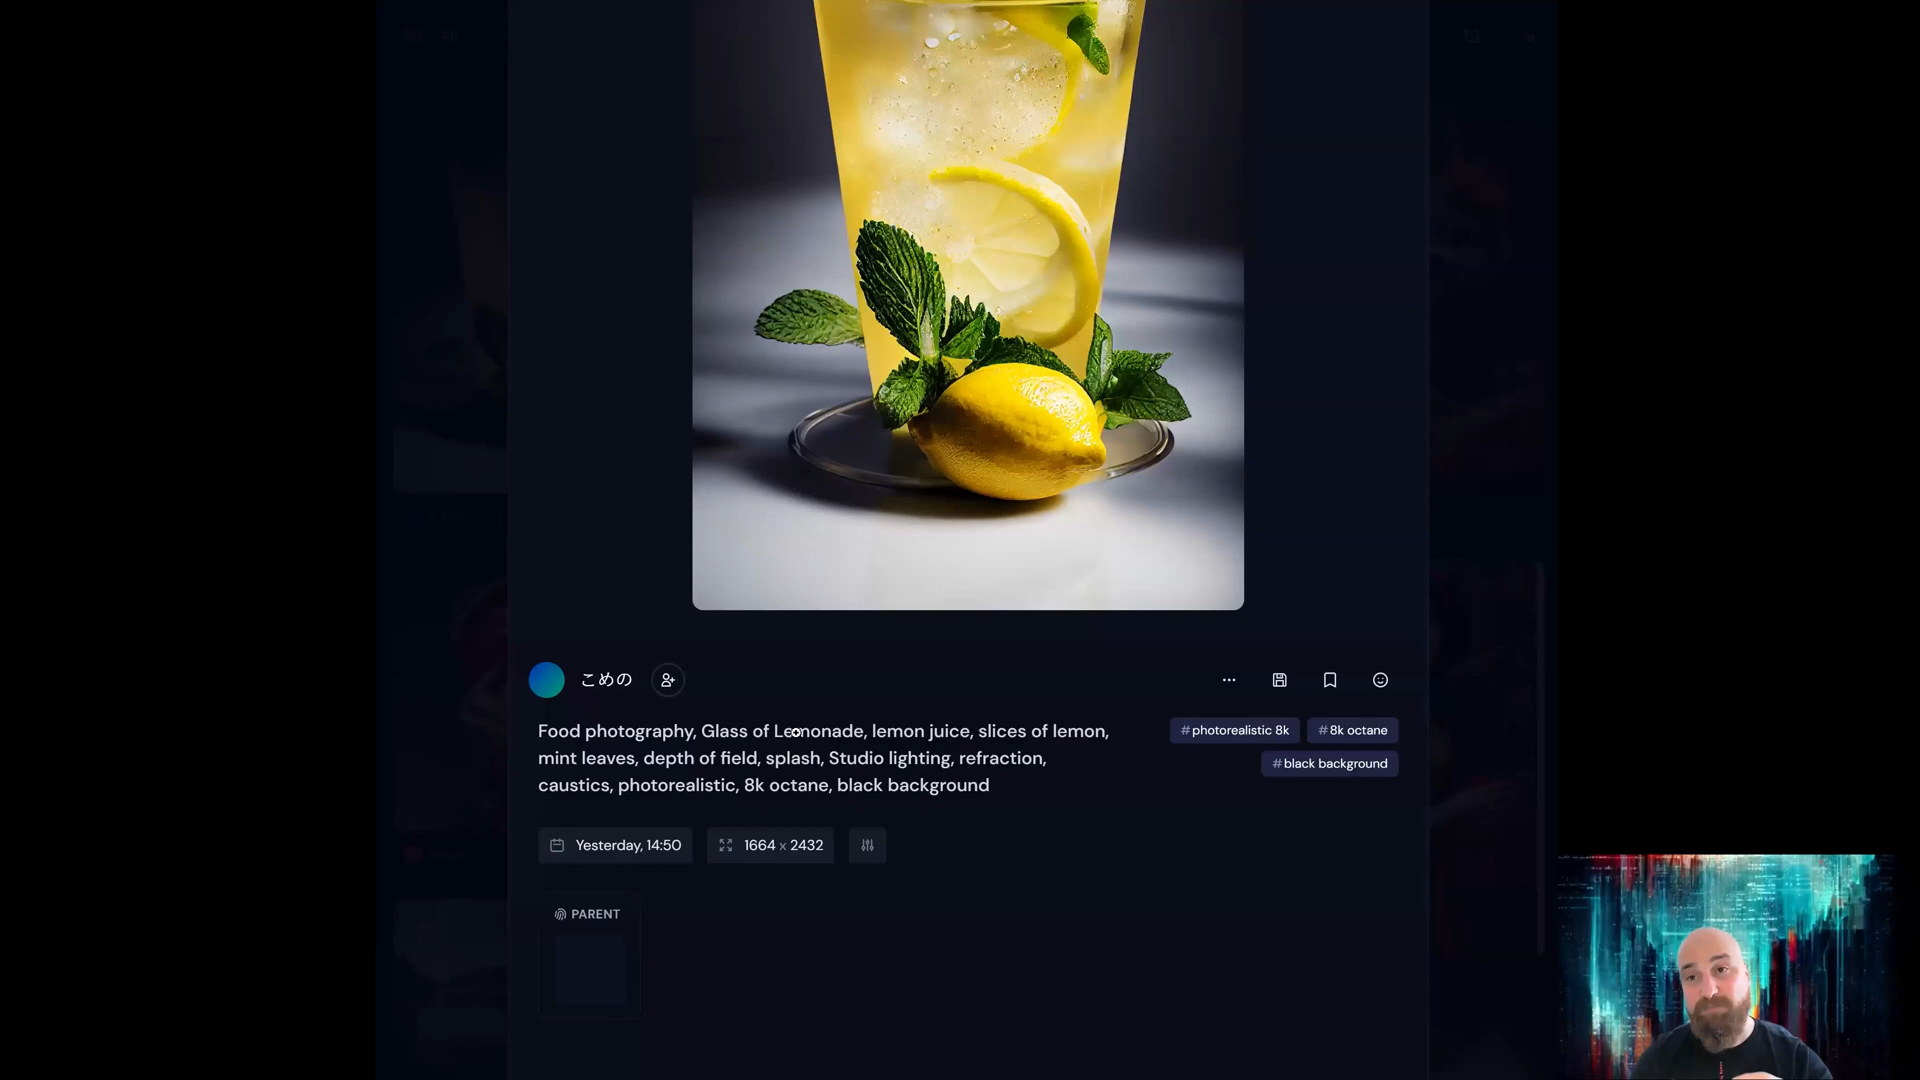 こめの
Food photography, Glass of Lemonade, lemon juice, slices of lemon,
mint leaves, depth of field, splash, Studio lighting, refraction,
caustics, photorealistic, 8k octane, black background
#photorealistic 8k
#8k octane
#black background
Yesterday, 14:50
1664 x 2432
PARENT